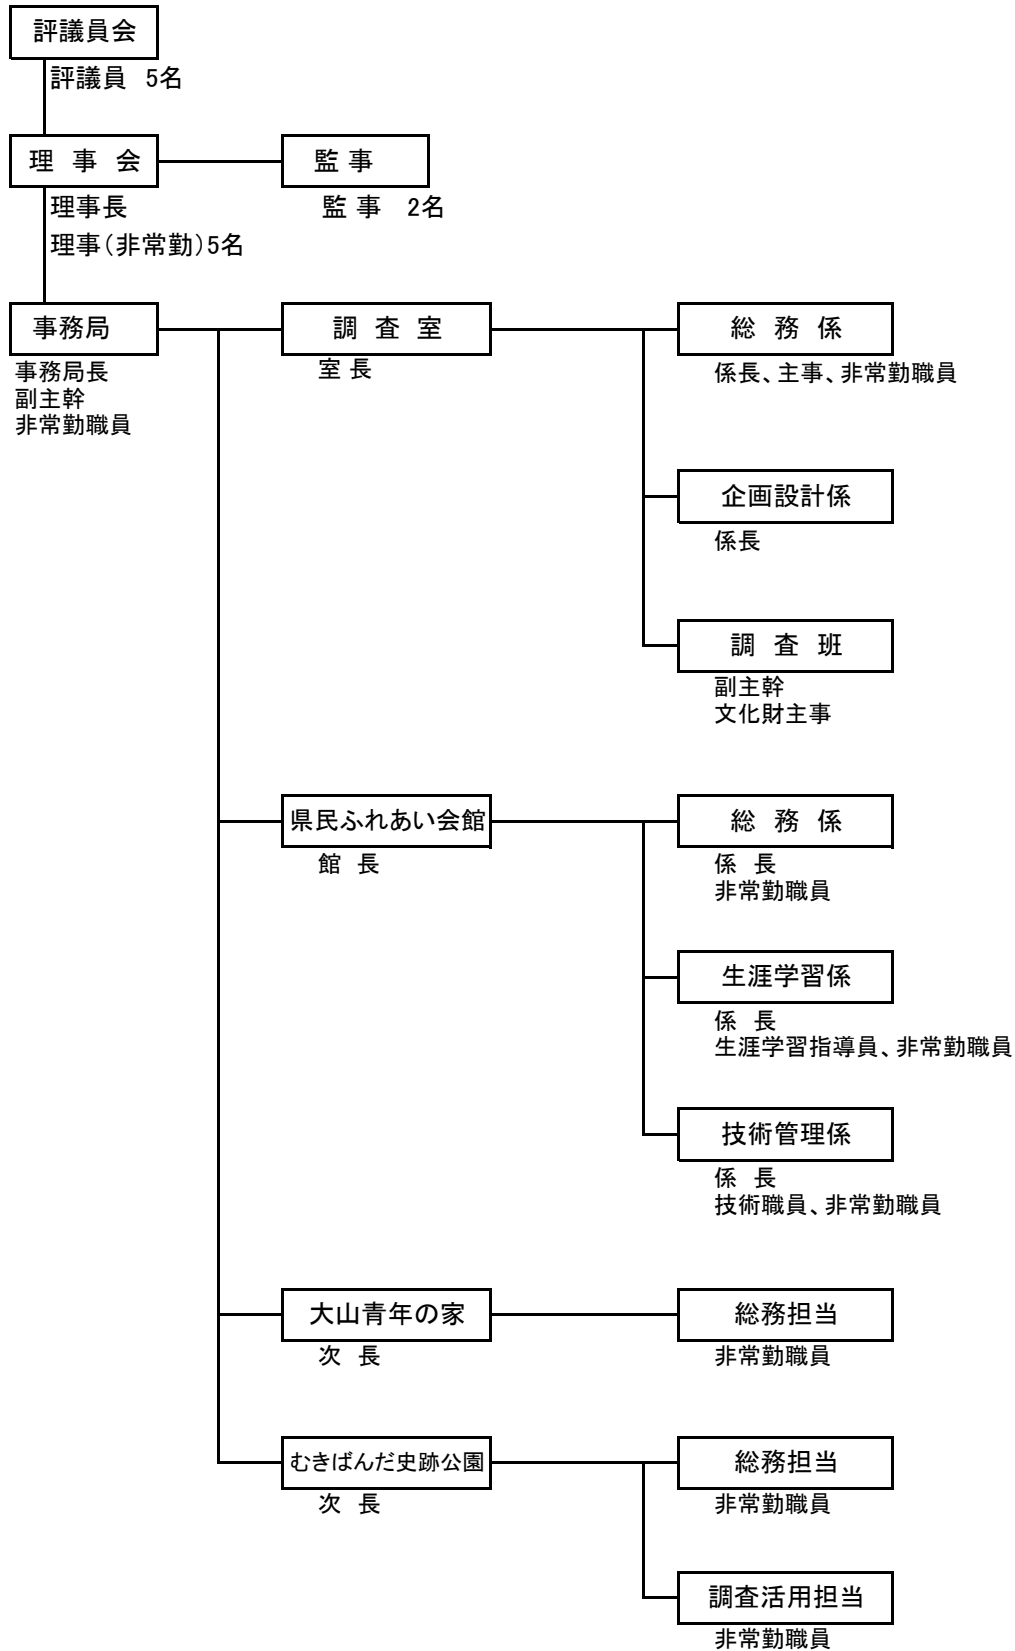 評議員会
評議員 5名
理 事 会
監 事
理事長
監 事 2名
理事(非常勤)5名
事務局
調 査 室
総 務 係
事務局長
副主幹
非常勤職員
室 長
係長、主事、非常勤職員
企画設計係
係長
調 査 班
副主幹
文化財主事
県民ふれあい会館
総 務 係
館 長
係 長
非常勤職員
生涯学習係
係 長
生涯学習指導員、非常勤職員
技術管理係
係 長
技術職員、非常勤職員
大山青年の家
総務担当
次 長
非常勤職員
むきばんだ史跡公園
総務担当
次 長
非常勤職員
調査活用担当
非常勤職員